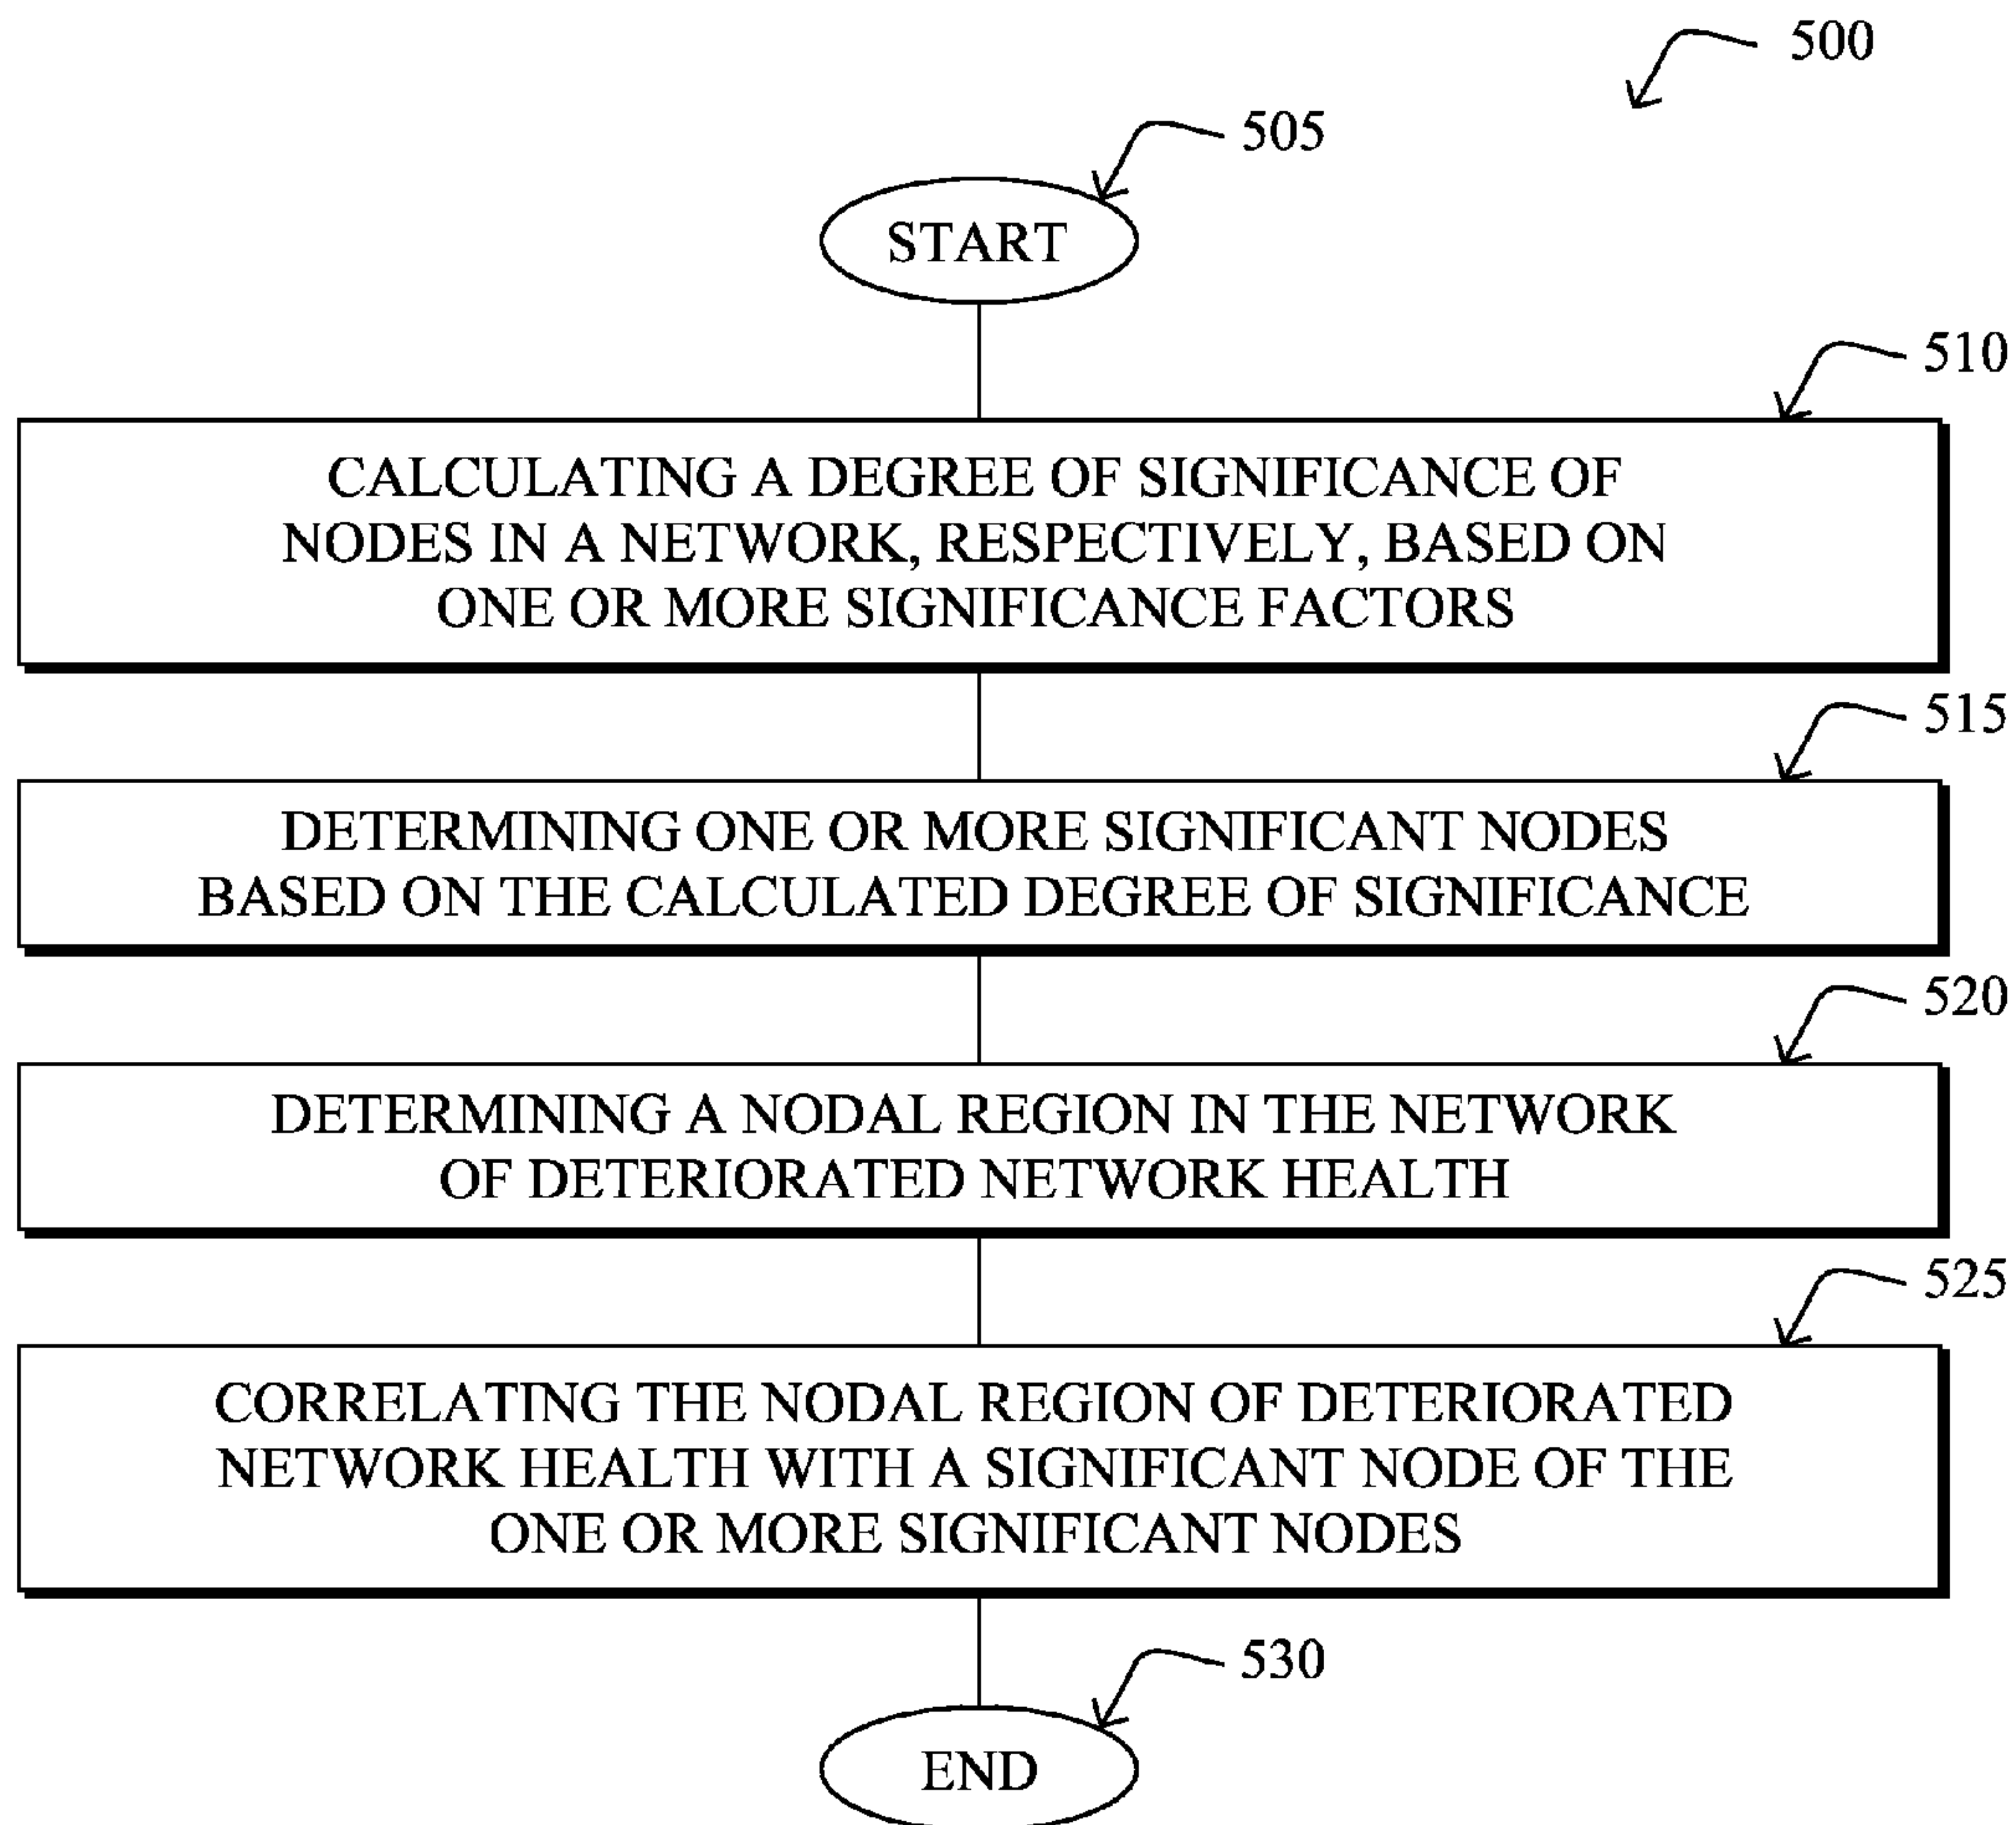 500
505
START
510
CALCULATING A DEGREE OF SIGNIFICANCE OF
NODES IN A NETWORK, RESPECTIVELY, BASED ON
ONE OR MORE SIGNIFICANCE FACTORS
515
DETERMINING ONE OR MORE SIGNIFICANT NODES
BASED ON THE CALCULATED DEGREE OF SIGNIFICANCE
520
DETERMINING A NODAL REGION IN THE NETWORK
OF DETERIORATED NETWORK HEALTH
525
CORRELATING THE NODAL REGION OF DETERIORATED
NETWORK HEALTH WITH A SIGNIFICANT NODE OF THE
ONE OR MORE SIGNIFICANT NODES
530
END